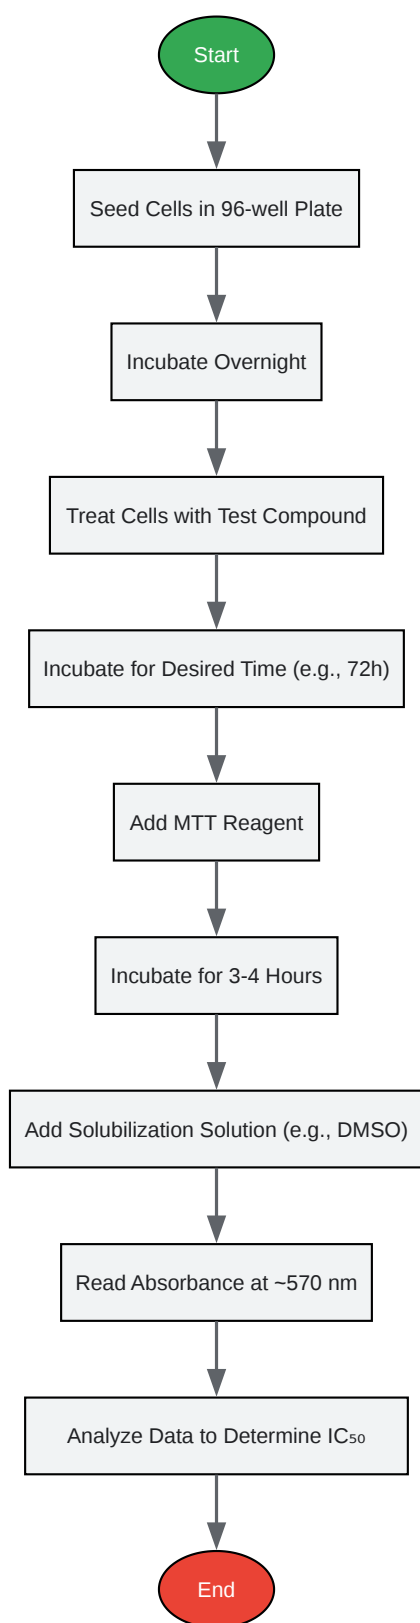 Start
Seed Cells in 96-well Plate
Incubate Overnight
Treat Cells with Test Compound
Incubate for Desired Time (e.g., 72h)
Add MTT Reagent
Incubate for 3-4 Hours
Add Solubilization Solution (e.g., DMSO)
Read Absorbance at ~570 nm
Analyze Data to Determine IC₅₀
End